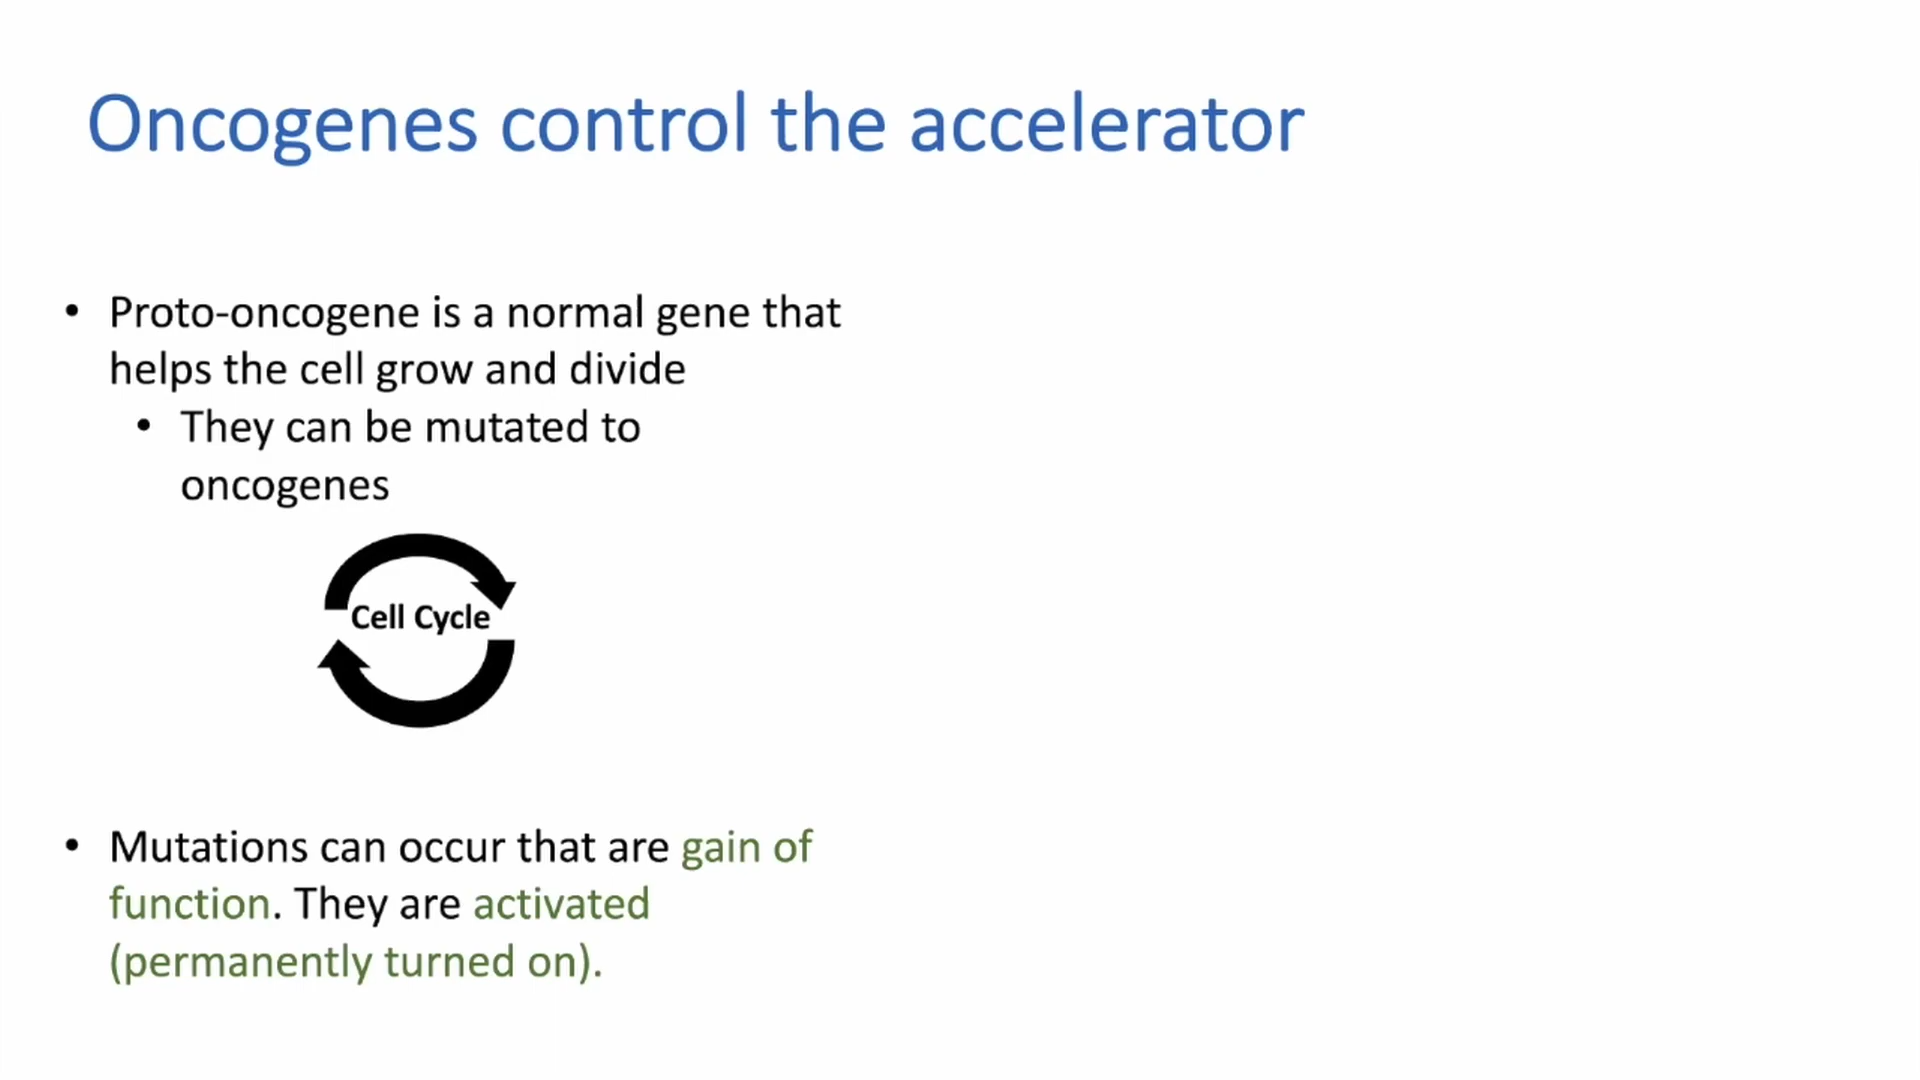 Oncogenes control the accelerator
• Proto-oncogene is a normal gene that
helps the cell grow and divide
• They can be mutated to
oncogenes
Cell Cycle
• Mutations can occur that are gain of
function. They are activated
(permanently turned on).